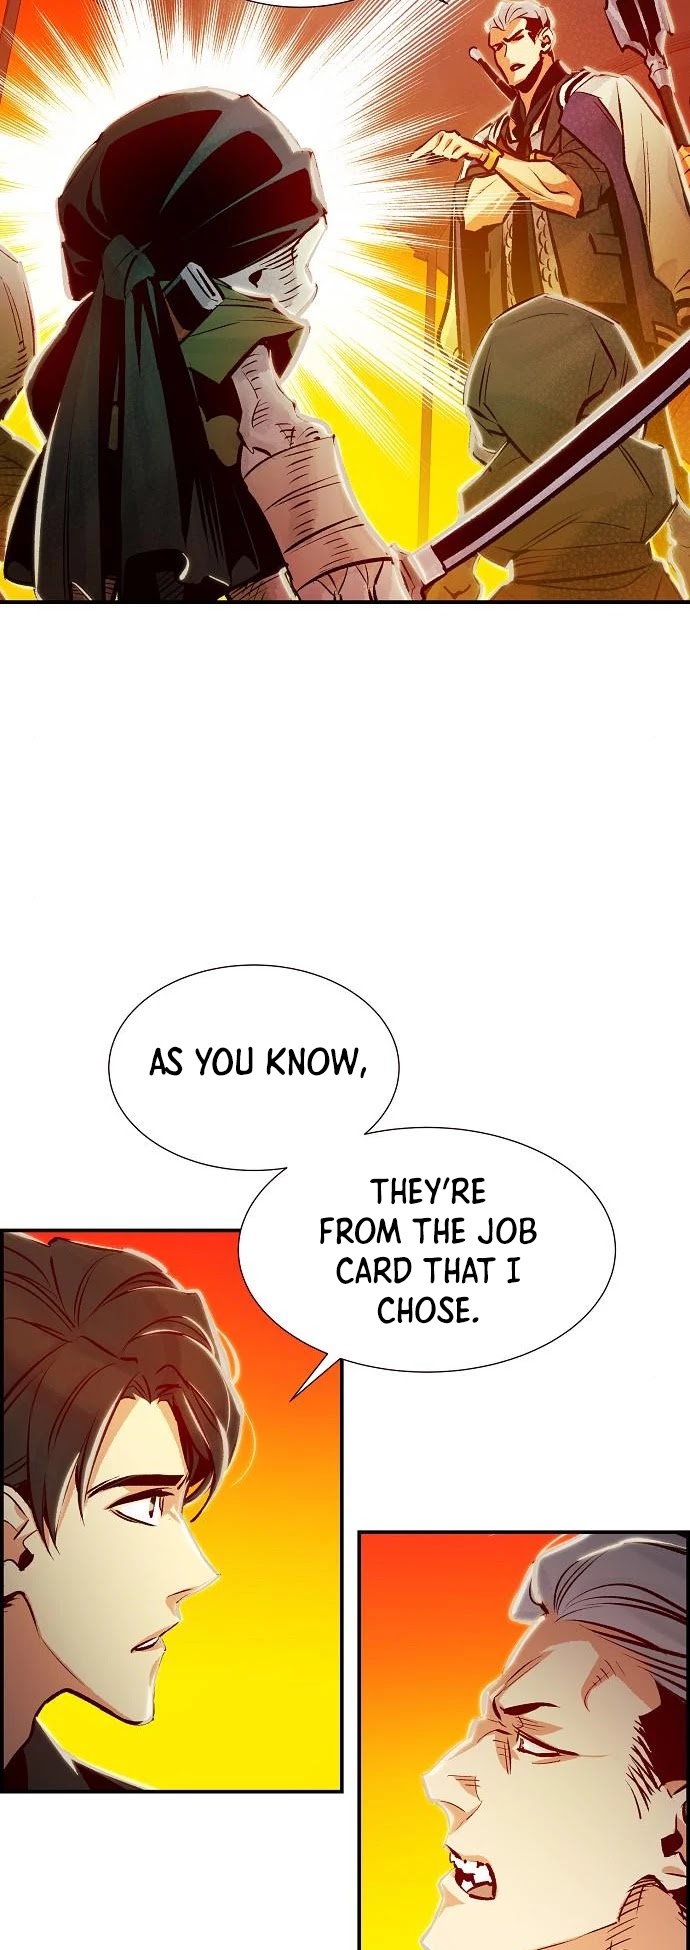 AS YOU KNOW,
THEY'RE
FROM THE JOB
CARD THAT I
CHOSE.